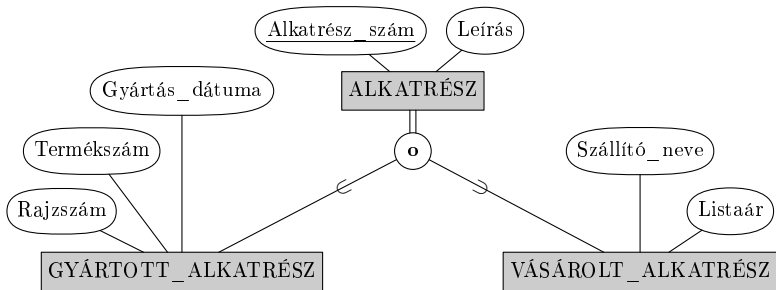 Alkatrész_szám
Leírás
ALKATRÉSZ
Gyártás_dátuma
Termékszám
o
Szállító_neve
Rajzszám
Listaár
GYÁRTOTT_ALKATRÉSZ
VÁSÁROLT_ALKATRÉSZ